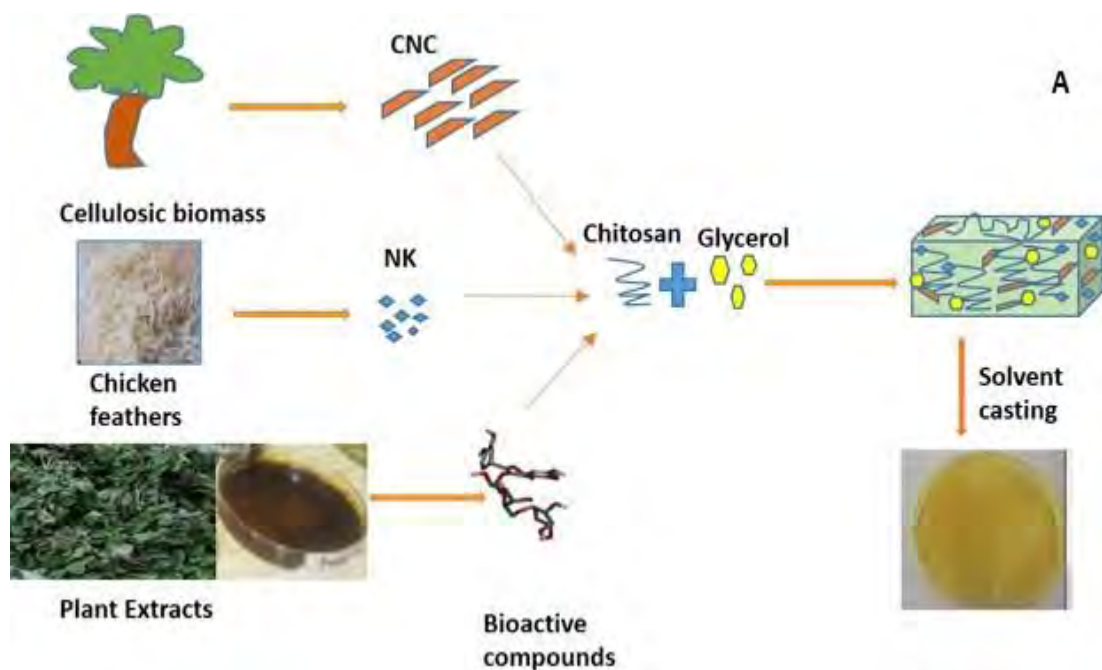 CNC
A
Cellulosic biomass
NK
Chitosan
Glycerol
Chicken
feathers
Solvent
casting
Plant Extracts
Bioactive
compounds